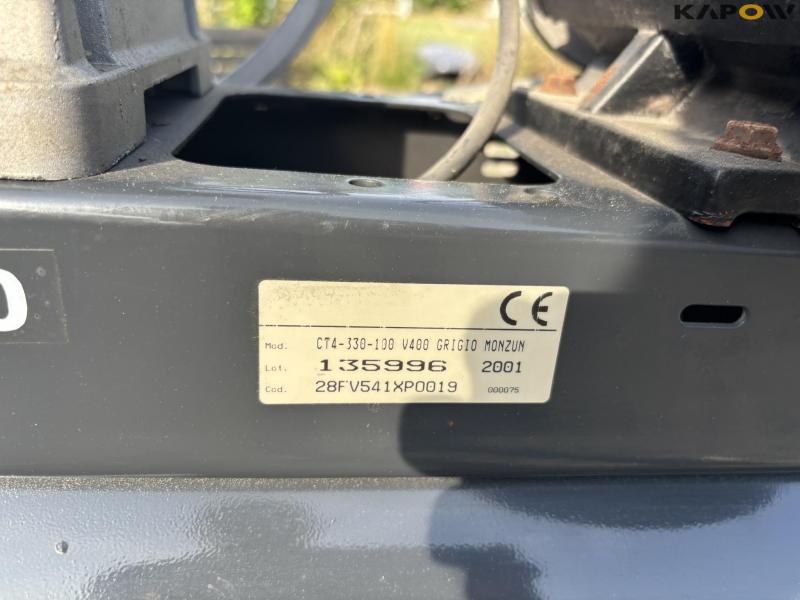 KAPOW
CE
Mod. CT4-330-100 V400 GRIGIO MONZUN
Lot. 135996 2001
Cod. 28FV541XP0019 000075